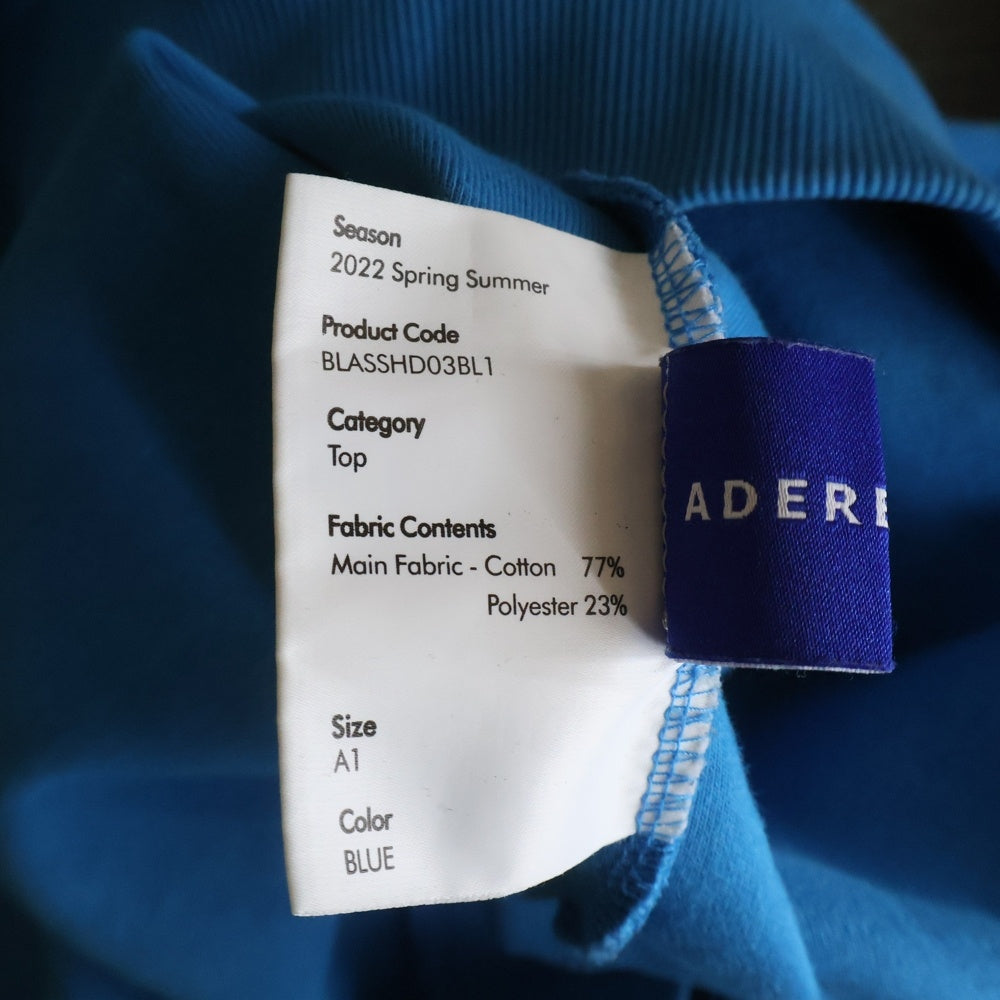 Season
2022 Spring Summer
Product Code
BLASSHD03BL1
Category
Top
Fabric Contents
Main Fabric - Cotton 77%
Polyester 23%
Size
A1
Color
BLUE
ADERE